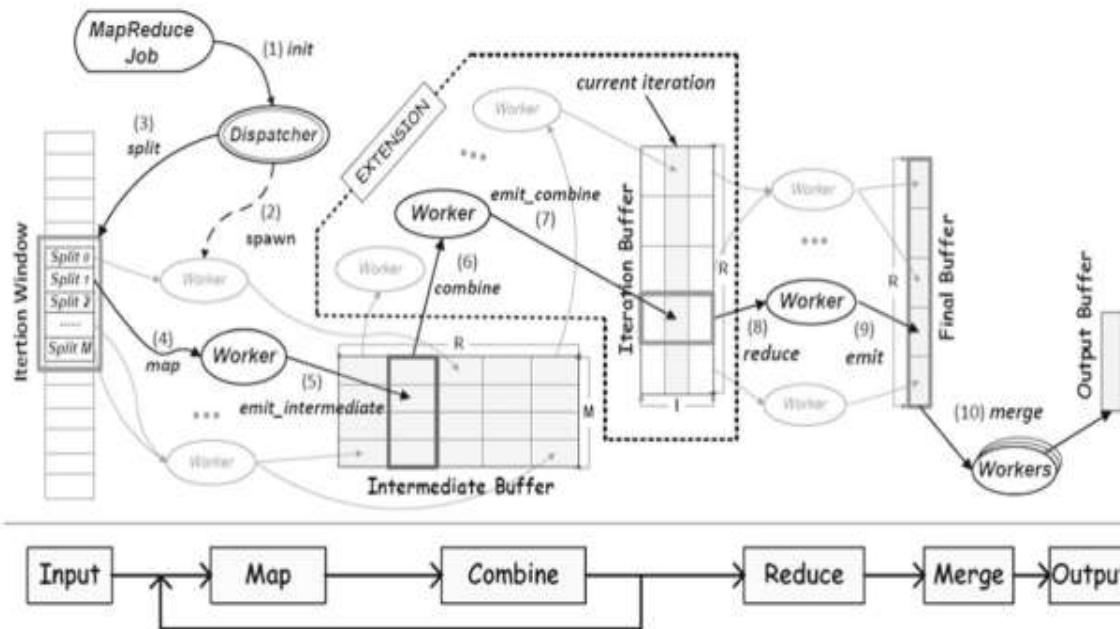 MapReduce
Job
(1) init
Dispatcher
(3)
split
(2)
spawn
Itertion Window
Split 0
Split 1
Split 2
.....
Split M
Worker
(4)
map
Worker
(5)
emit_intermediate
...
Worker
R
M
Intermediate Buffer
EXTENSION
Worker
...
Worker
Worker
(6)
combine
emit_combine
(7)
current iteration
Iteration Buffer
R
I
Worker
...
Worker
(8)
reduce
(9)
emit
Worker
R
Final Buffer
(10) merge
Workers
Output Buffer
Input
Map
Combine
Reduce
Merge
Output